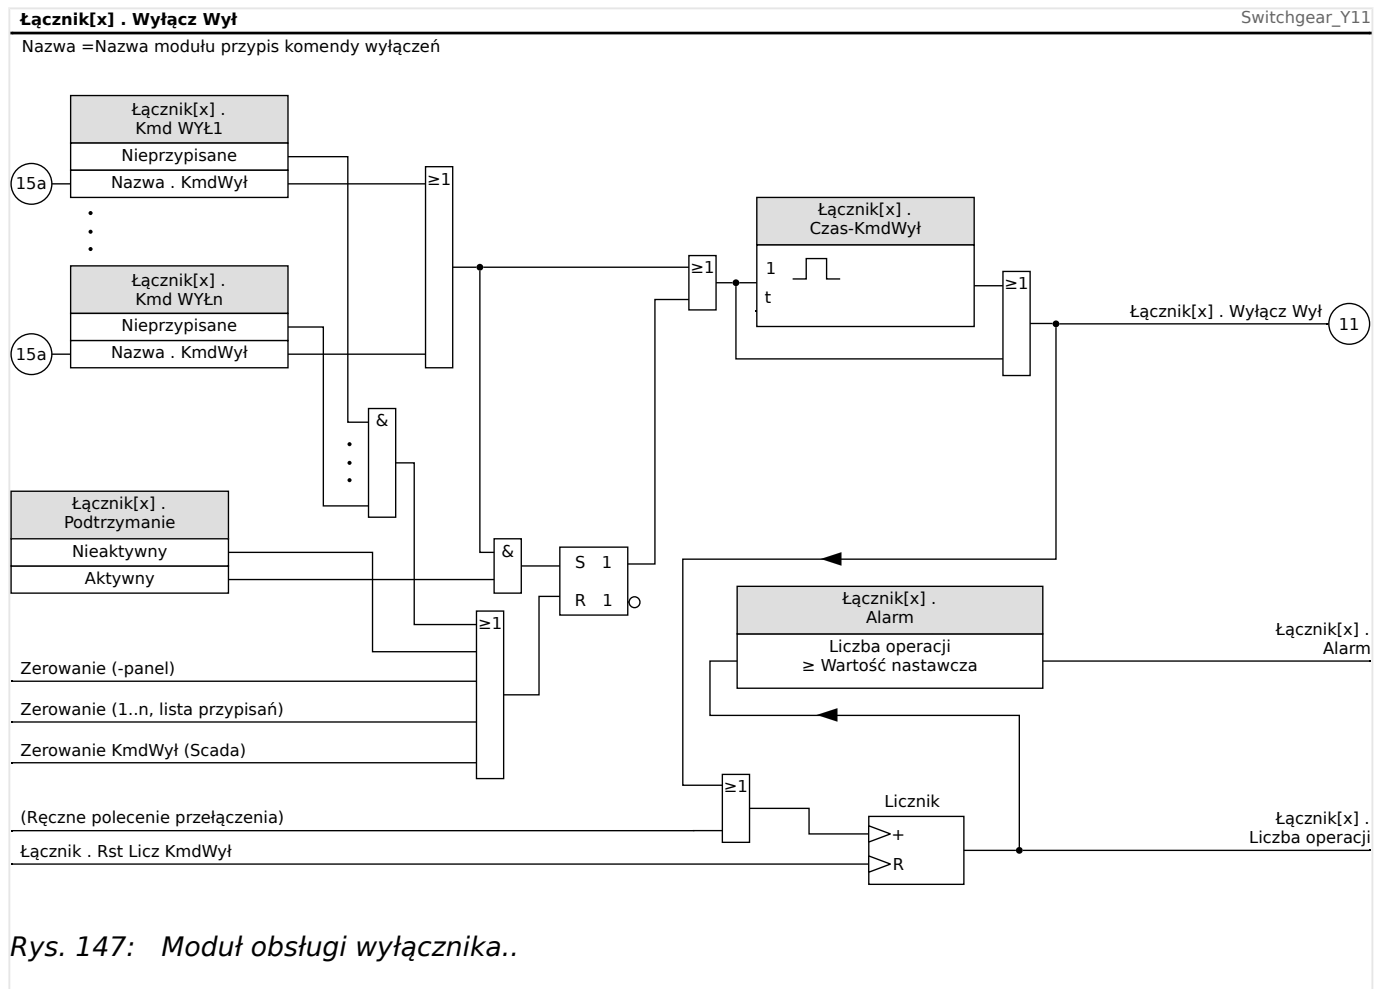 Łącznik[x] . Wyłącz Wył
Switchgear_Y11
Nazwa =Nazwa modułu przypis komendy wyłączeń
Łącznik[x] .
Kmd WYŁ1
Nieprzypisane
15a
Nazwa . KmdWył
≥1
Łącznik[x] .
Czas-KmdWył
1
t
≥1
≥1
Łącznik[x] .
Kmd WYŁn
Nieprzypisane
15a
Nazwa . KmdWył
Łącznik[x] . Wyłącz Wył
11
&
Łącznik[x] .
Podtrzymanie
Nieaktywny
Aktywny
&
S 1
R 1
≥1
Łącznik[x] .
Alarm
Liczba operacji
≥ Wartość nastawcza
Łącznik[x] .
Alarm
Zerowanie (-panel)
Zerowanie (1..n, lista przypisań)
Zerowanie KmdWył (Scada)
≥1
Licznik
(Ręczne polecenie przełączenia)
+
Łącznik[x] .
Liczba operacji
Łącznik . Rst Licz KmdWył
R
Rys. 147: Moduł obsługi wyłącznika..